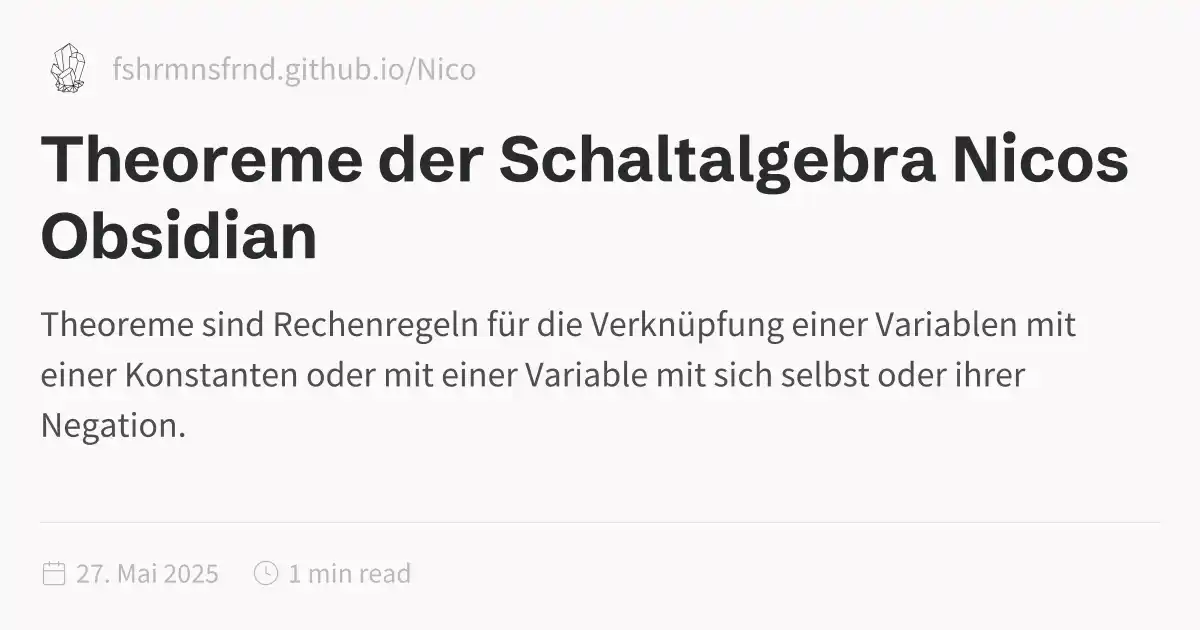 fshrmnsfrnd.github.io/Nico
Theoreme der Schaltalgebra Nicos
Obsidian
Theoreme sind Rechenregeln für die Verknüpfung einer Variablen mit
einer Konstanten oder mit einer Variable mit sich selbst oder ihrer
Negation.
27. Mai 2025 1 min read